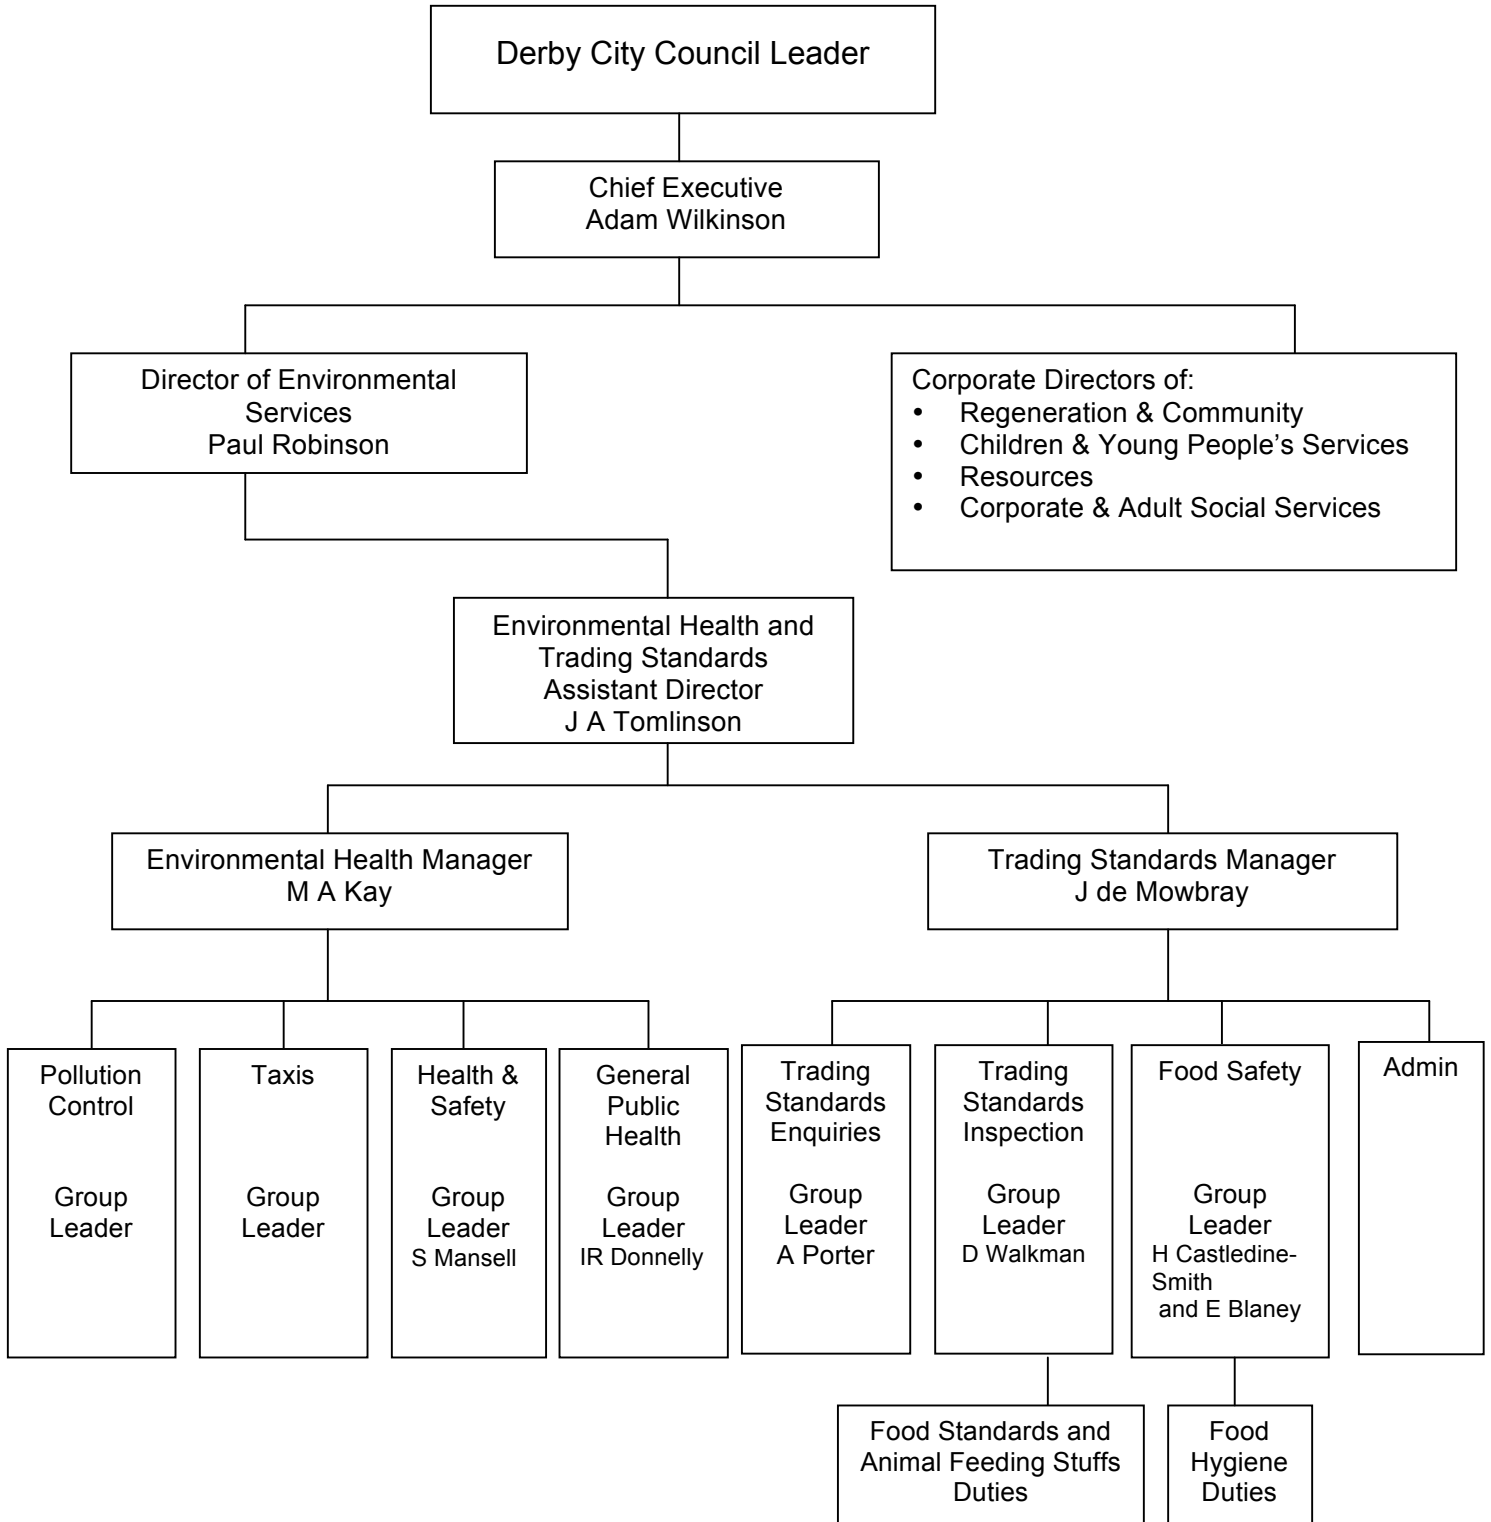 Derby City Council Leader
Chief Executive
Adam Wilkinson
Director of Environmental
Services
Paul Robinson
Corporate Directors of:
• Regeneration & Community
• Children & Young People’s Services
• Resources
• Corporate & Adult Social Services
Environmental Health and
Trading Standards
Assistant Director
J A Tomlinson
Environmental Health Manager
M A Kay
Trading Standards Manager
J de Mowbray
Pollution
Control
Group
Leader
Taxis
Group
Leader
Health &
Safety
Group
Leader
S Mansell
General
Public
Health
Group
Leader
IR Donnelly
Trading
Standards
Enquiries
Group
Leader
A Porter
Trading
Standards
Inspection
Group
Leader
D Walkman
Food Safety
Group
Leader
H Castledine-
Smith
and E Blaney
Admin
Food Standards and
Animal Feeding Stuffs
Duties
Food
Hygiene
Duties